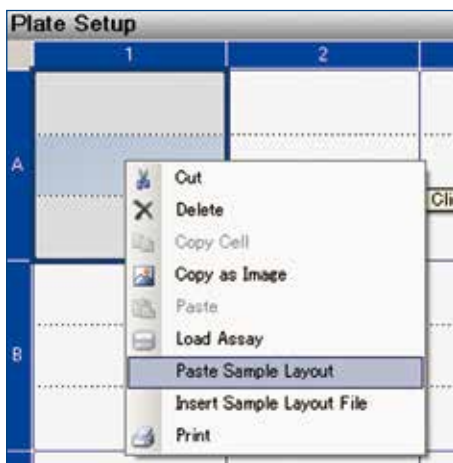 Plate Setup
1 2
A
Cut
Delete
Cli
Copy Cell
Copy as Image
Paste
Load Assay
B
Paste Sample Layout
Insert Sample Layout File
Print